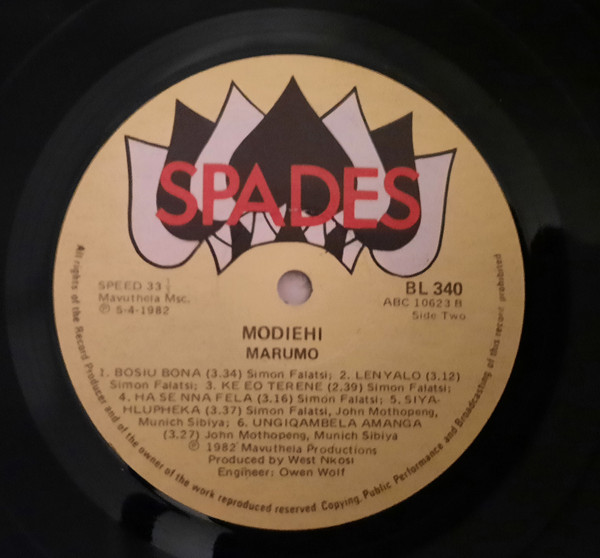 SPADES
SPEED 33 1/3
Mavuthela Msc.
℗ 5-4-1982
BL 340
ABC 10623 B
Side Two
MODIEHI
MARUMO
1. BOSIU BONA (3.34) Simon Falatsi; 2. LENYALO (3.12)
Simon Falatsi; 3. KE EO TERENE (2.39) Simon Falatsi;
4. HA SE NNA FELA (3.16) Simon Falatsi; 5. SIYA-
HLUPHEKA (3.37) Simon Falatsi, John Mothopeng,
Munich Sibiya; 6. UNGIQAMBELA AMANGA
(3.27) John Mothopeng, Munich Sibiya
℗ 1982 Mavuthela Productions
Produced by West Nkosi
Engineer: Owen Wolf
All rights of the Record Producer and of the owner of the work reproduced reserved. Copying, Public Performance and Broadcasting of this record prohibited